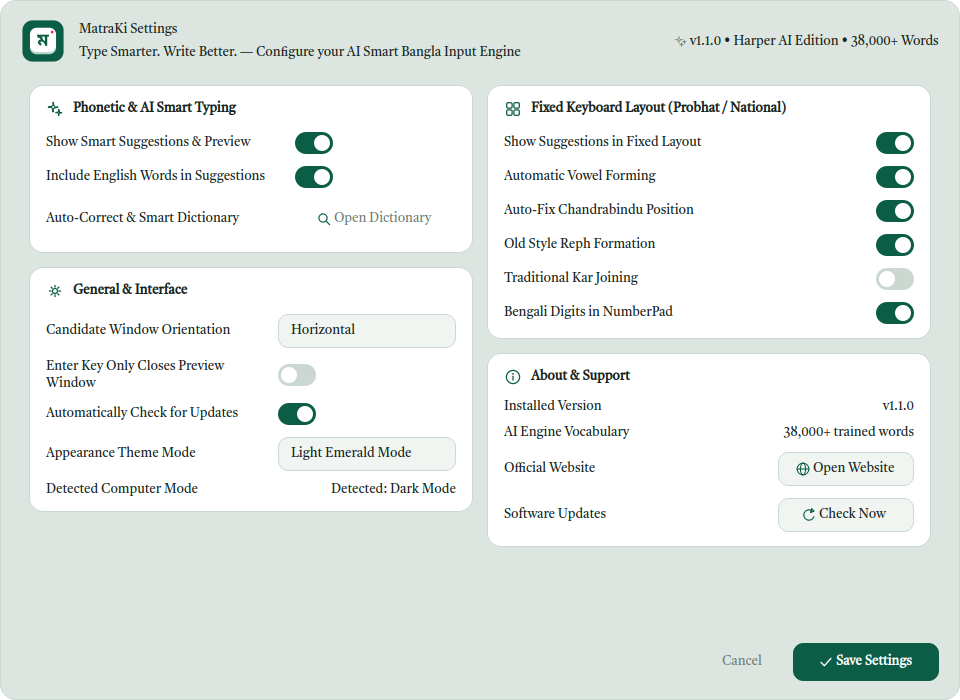 ম
MatraKi Settings
Type Smarter. Write Better. — Configure your AI Smart Bangla Input Engine
v1.1.0 • Harper AI Edition • 38,000+ Words
Phonetic & AI Smart Typing
Show Smart Suggestions & Preview
Include English Words in Suggestions
Auto-Correct & Smart Dictionary
Open Dictionary
General & Interface
Candidate Window Orientation
Horizontal
Enter Key Only Closes Preview
Window
Automatically Check for Updates
Appearance Theme Mode
Light Emerald Mode
Detected Computer Mode
Detected: Dark Mode
Fixed Keyboard Layout (Probhat / National)
Show Suggestions in Fixed Layout
Automatic Vowel Forming
Auto-Fix Chandrabindu Position
Old Style Reph Formation
Traditional Kar Joining
Bengali Digits in NumberPad
About & Support
Installed Version
v1.1.0
AI Engine Vocabulary
38,000+ trained words
Official Website
Open Website
Software Updates
Check Now
Cancel
Save Settings